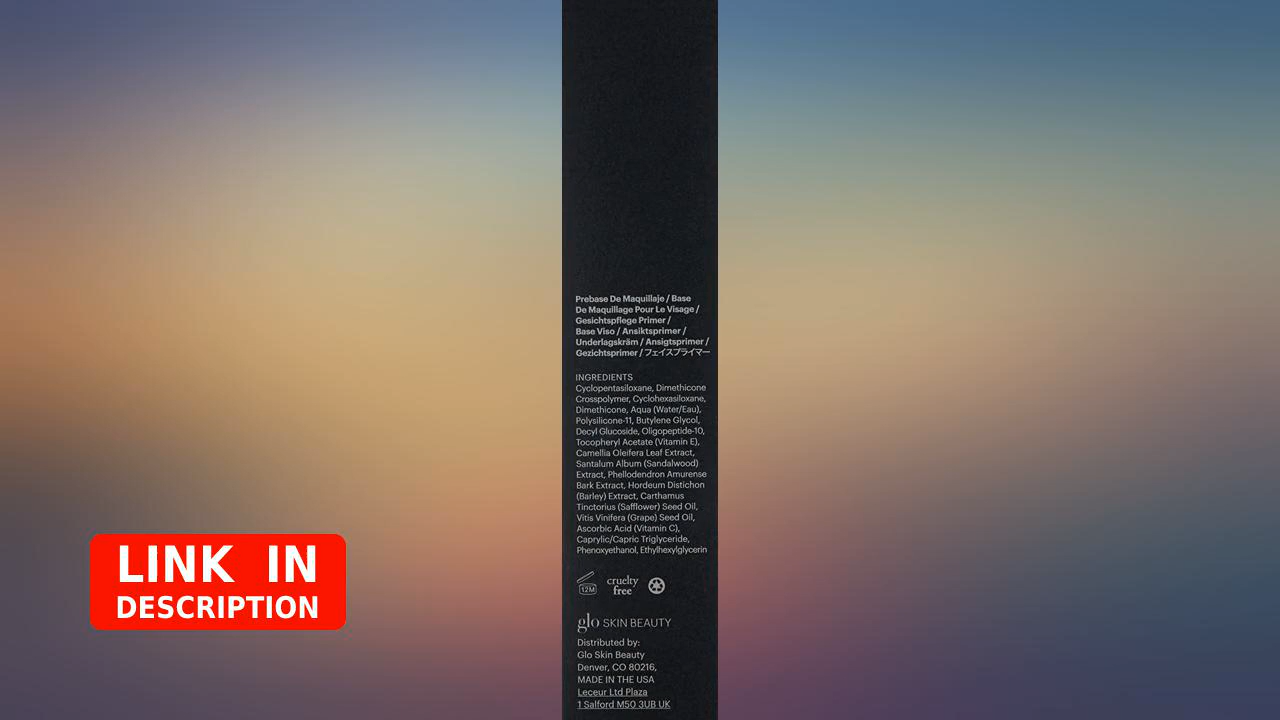 Prebase De Maquillaje / Base
De Maquillage Pour Le Visage /
Gesichtspflege Primer /
Base Viso / Ansiktsprimer /
Underlagskräm / Ansigtsprimer /
Gezichtsprimer / フェイスプライマー
INGREDIENTS
Cyclopentasiloxane, Dimethicone
Crosspolymer, Cyclohexasiloxane,
Dimethicone, Aqua (Water/Eau),
Polysilicone-11, Butylene Glycol,
Decyl Glucoside, Oligopeptide-10,
Tocopheryl Acetate (Vitamin E),
Camellia Oleifera Leaf Extract,
Santalum Album (Sandalwood)
Extract, Phellodendron Amurense
Bark Extract, Hordeum Distichon
(Barley) Extract, Carthamus
Tinctorius (Safflower) Seed Oil,
Vitis Vinifera (Grape) Seed Oil,
Ascorbic Acid (Vitamin C),
Caprylic/Capric Triglyceride,
Phenoxyethanol, Ethylhexylglycerin
12M
cruelty
free
glo SKIN BEAUTY
Distributed by:
Glo Skin Beauty
Denver, CO 80216,
MADE IN THE USA
Leceur Ltd Plaza
1 Salford M50 3UB UK
LINK IN
DESCRIPTION